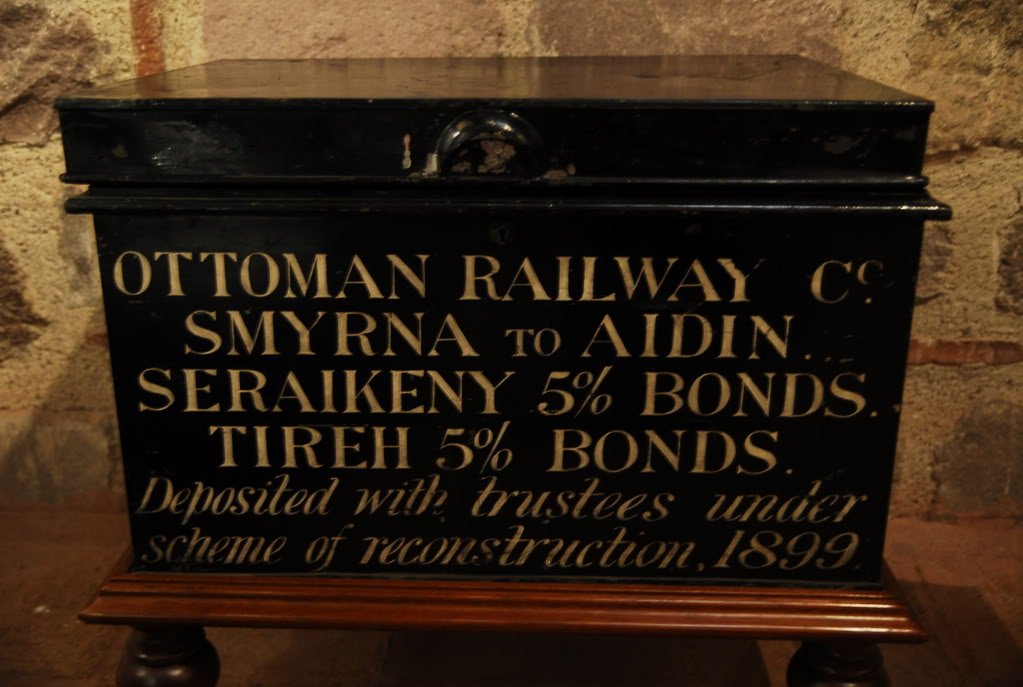 OTTOMAN RAILWAY Co.
SMYRNA TO AIDIN.
SERAIKENY 5% BONDS.
TIREH 5% BONDS.
Deposited with trustees under
scheme of reconstruction, 1899.